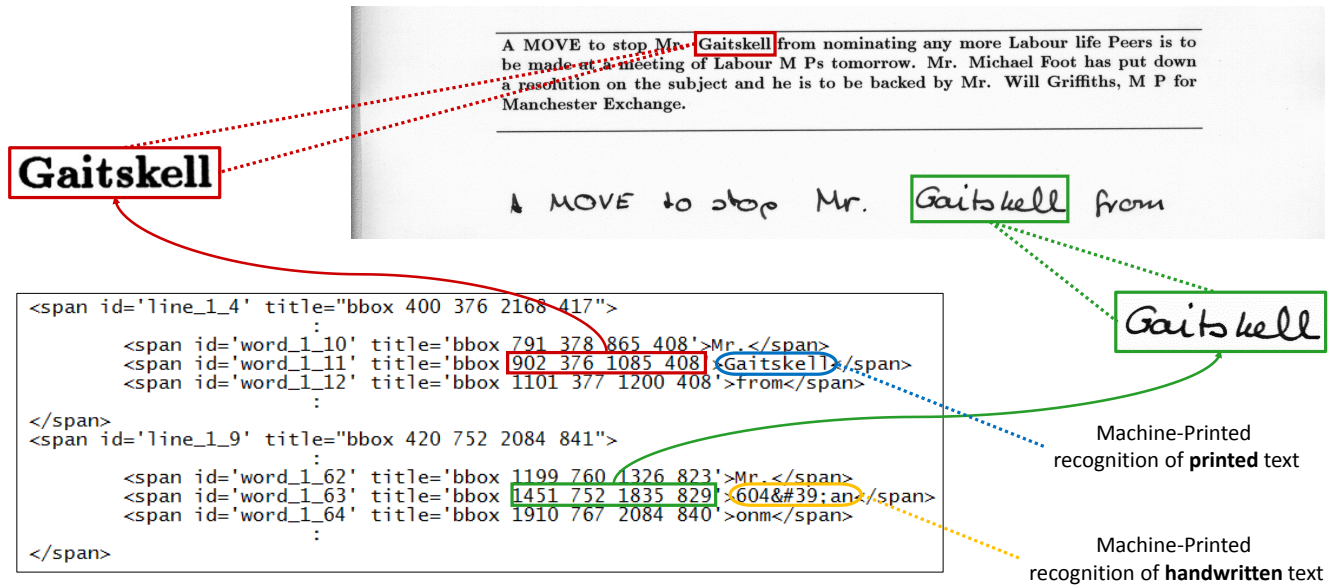 A MOVE to stop Mr. Gaitskell from nominating any more Labour life Peers is to
be made at a meeting of Labour M Ps tomorrow. Mr. Michael Foot has put down
a resolution on the subject and he is to be backed by Mr. Will Griffiths, M P for
Manchester Exchange.
Gaitskell
A MOVE to stop Mr. Gaitskell from
Gaitskell
<span id='line_1_4' title="bbox 400 376 2168 417">
:
<span id='word_1_10' title='bbox 791 378 865 408'>Mr.</span>
<span id='word_1_11' title='bbox 902 376 1085 408'>Gaitskell</span>
<span id='word_1_12' title='bbox 1101 377 1200 408'>from</span>
:
</span>
<span id='line_1_9' title="bbox 420 752 2084 841">
:
<span id='word_1_62' title='bbox 1199 760 1326 823'>Mr.</span>
<span id='word_1_63' title='bbox 1451 752 1835 829'>604&#39;an</span>
<span id='word_1_64' title='bbox 1910 767 2084 840'>onm</span>
:
</span>
Machine-Printed
recognition of printed text
Machine-Printed
recognition of handwritten text